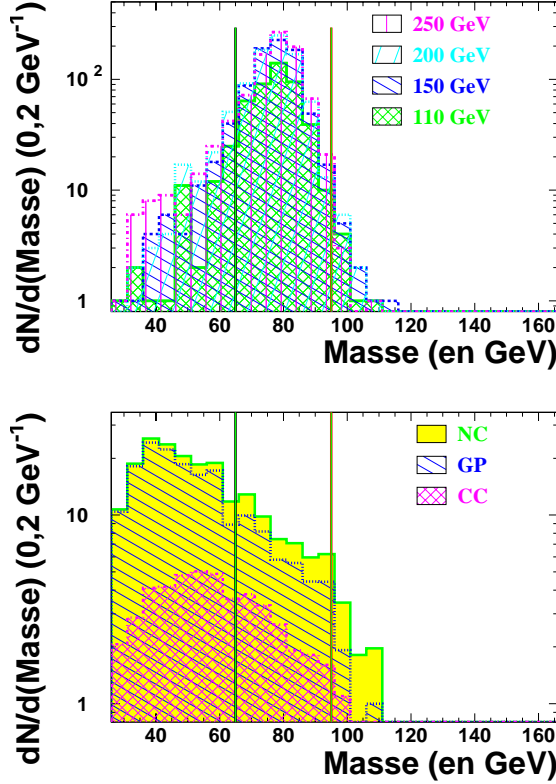 dN/d(Masse) (0,2 GeV⁻¹)
250 GeV
200 GeV
150 GeV
110 GeV
10²
10
1
40 60 80 100 120 140 160
Masse (en GeV)
dN/d(Masse) (0,2 GeV⁻¹)
NC
GP
CC
10
1
40 60 80 100 120 140 160
Masse (en GeV)